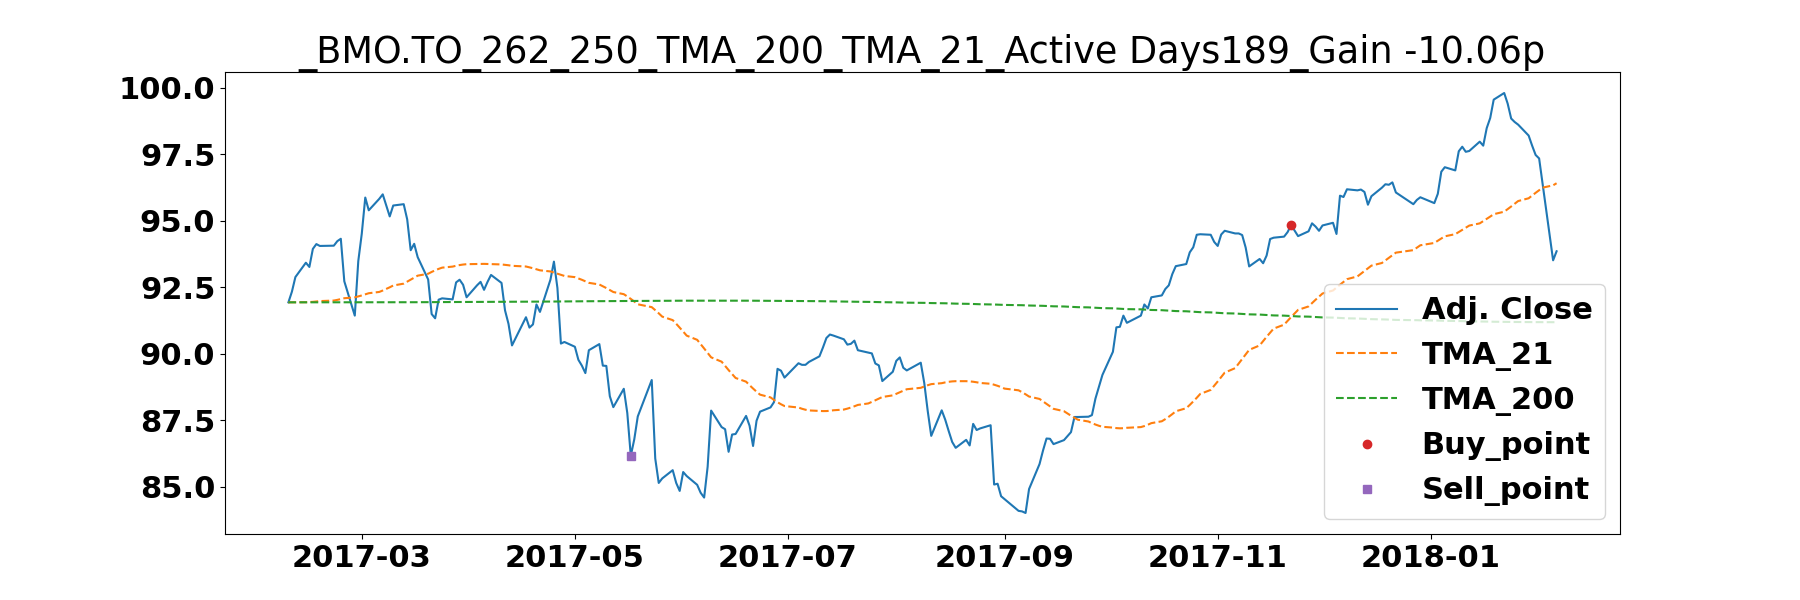 _BMO.TO_262_250_TMA_200_TMA_21_Active Days189_Gain -10.06p
100.0
97.5
95.0
92.5
90.0
87.5
85.0
Adj. Close
TMA_21
TMA_200
Buy_point
Sell_point
2017-03 2017-05 2017-07 2017-09 2017-11 2018-01